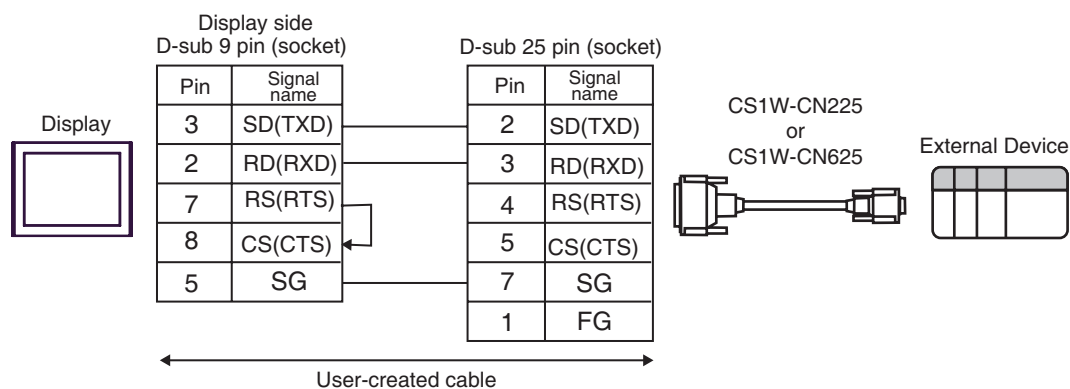 Display side
D-sub 9 pin (socket)
D-sub 25 pin (socket)
Pin Signal name
3 SD(TXD)
2 RD(RXD)
7 RS(RTS)
8 CS(CTS)
5 SG
Pin Signal name
2 SD(TXD)
3 RD(RXD)
4 RS(RTS)
5 CS(CTS)
7 SG
1 FG
Display
CS1W-CN225
or
CS1W-CN625
External Device
User-created cable